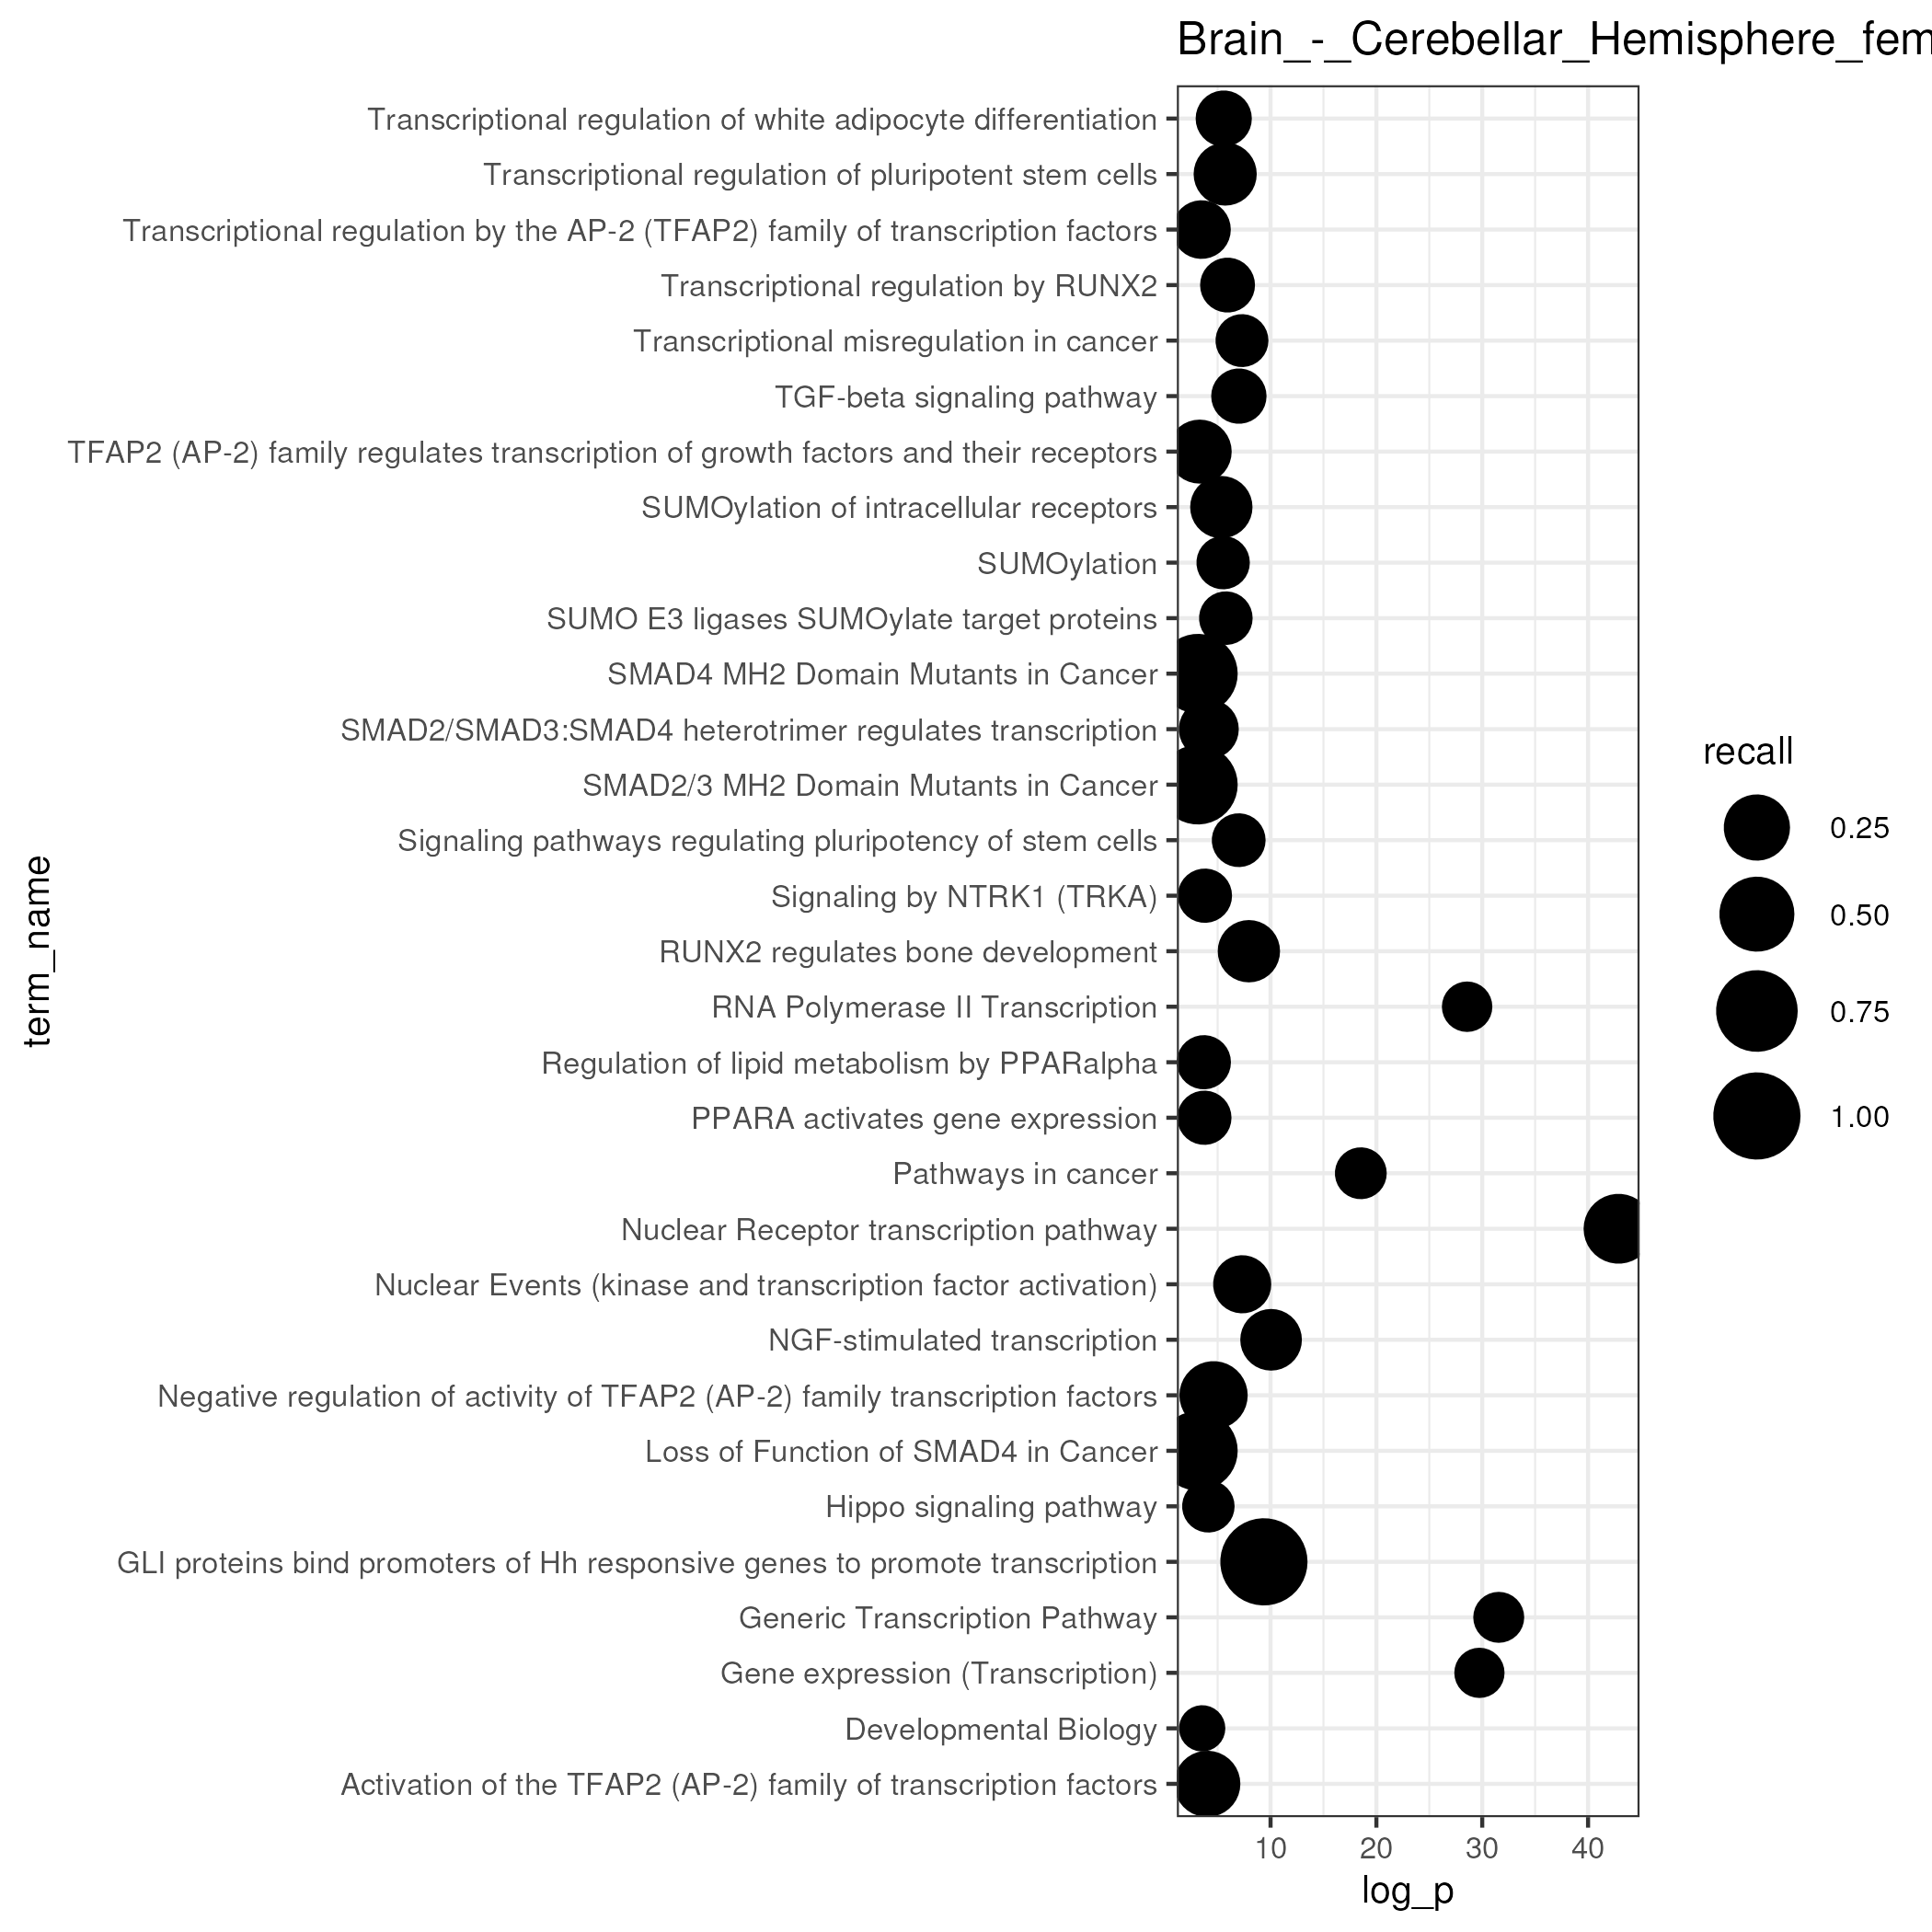 Brain_-_Cerebellar_Hemisphere_fem
Transcriptional regulation of white adipocyte differentiation
Transcriptional regulation of pluripotent stem cells
Transcriptional regulation by the AP-2 (TFAP2) family of transcription factors
Transcriptional regulation by RUNX2
Transcriptional misregulation in cancer
TGF-beta signaling pathway
TFAP2 (AP-2) family regulates transcription of growth factors and their receptors
SUMOylation of intracellular receptors
SUMOylation
SUMO E3 ligases SUMOylate target proteins
SMAD4 MH2 Domain Mutants in Cancer
SMAD2/SMAD3:SMAD4 heterotrimer regulates transcription
SMAD2/3 MH2 Domain Mutants in Cancer
Signaling pathways regulating pluripotency of stem cells
Signaling by NTRK1 (TRKA)
RUNX2 regulates bone development
RNA Polymerase II Transcription
Regulation of lipid metabolism by PPARalpha
PPARA activates gene expression
Pathways in cancer
Nuclear Receptor transcription pathway
Nuclear Events (kinase and transcription factor activation)
NGF-stimulated transcription
Negative regulation of activity of TFAP2 (AP-2) family transcription factors
Loss of Function of SMAD4 in Cancer
Hippo signaling pathway
GLI proteins bind promoters of Hh responsive genes to promote transcription
Generic Transcription Pathway
Gene expression (Transcription)
Developmental Biology
Activation of the TFAP2 (AP-2) family of transcription factors
term_name
10 20 30 40
log_p
recall
0.25
0.50
0.75
1.00